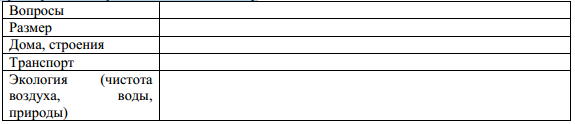 Вопросы
Размер
Дома, строения
Транспорт
Экология (чистота
воздуха, воды,
природы)